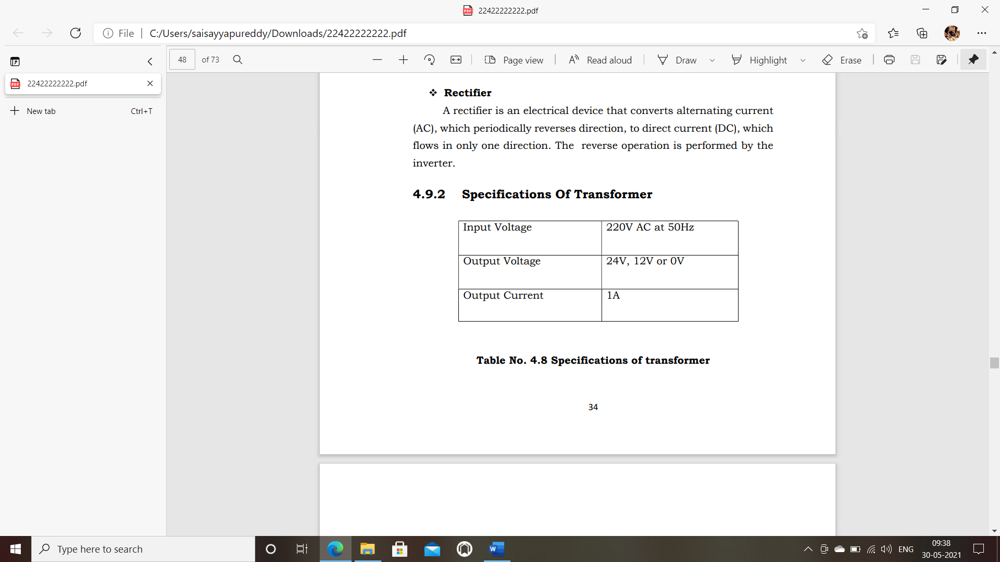 22422222222.pdf
File
C:/Users/saisayyapureddy/Downloads/22422222222.pdf
48 of 73
Page view
Read aloud
Draw
Highlight
Erase
22422222222.pdf
New tab Ctrl+T
❖ Rectifier
A rectifier is an electrical device that converts alternating current
(AC), which periodically reverses direction, to direct current (DC), which
flows in only one direction. The  reverse operation is performed by the
inverter.
4.9.2 Specifications Of Transformer
Input Voltage 220V AC at 50Hz
Output Voltage 24V, 12V or 0V
Output Current 1A
Table No. 4.8 Specifications of transformer
34
Type here to search
ENG
09:38
30-05-2021